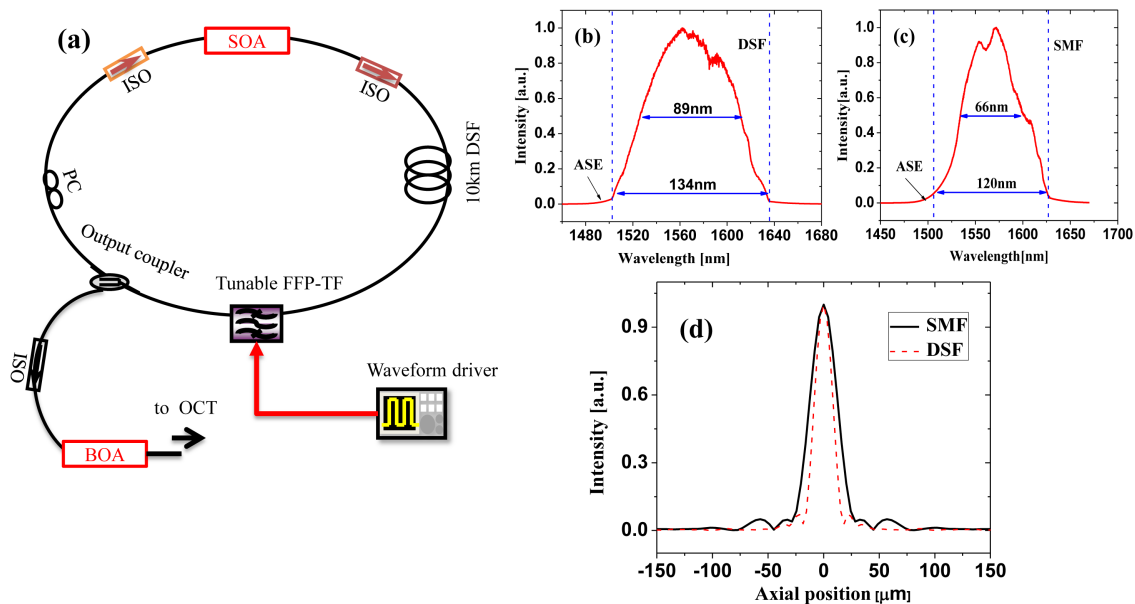 (a)
SOA
ISO
ISO
PC
10km DSF
Output coupler
Tunable FFP-TF
ISO
Waveform driver
to OCT
BOA
(b)
DSF
89nm
ASE
134nm
1.0
0.8
0.6
0.4
0.2
0.0
Intensity [a.u.]
1480 1520 1560 1600 1640 1680
Wavelength [nm]
(c)
SMF
66nm
ASE
120nm
1.0
0.8
0.6
0.4
0.2
0.0
Intensity[a.u.]
1450 1500 1550 1600 1650 1700
Wavelength[nm]
(d)
SMF
DSF
0.9
0.6
0.3
0.0
Intensity [a.u.]
-150 -100 -50 0 50 100 150
Axial position [μm]